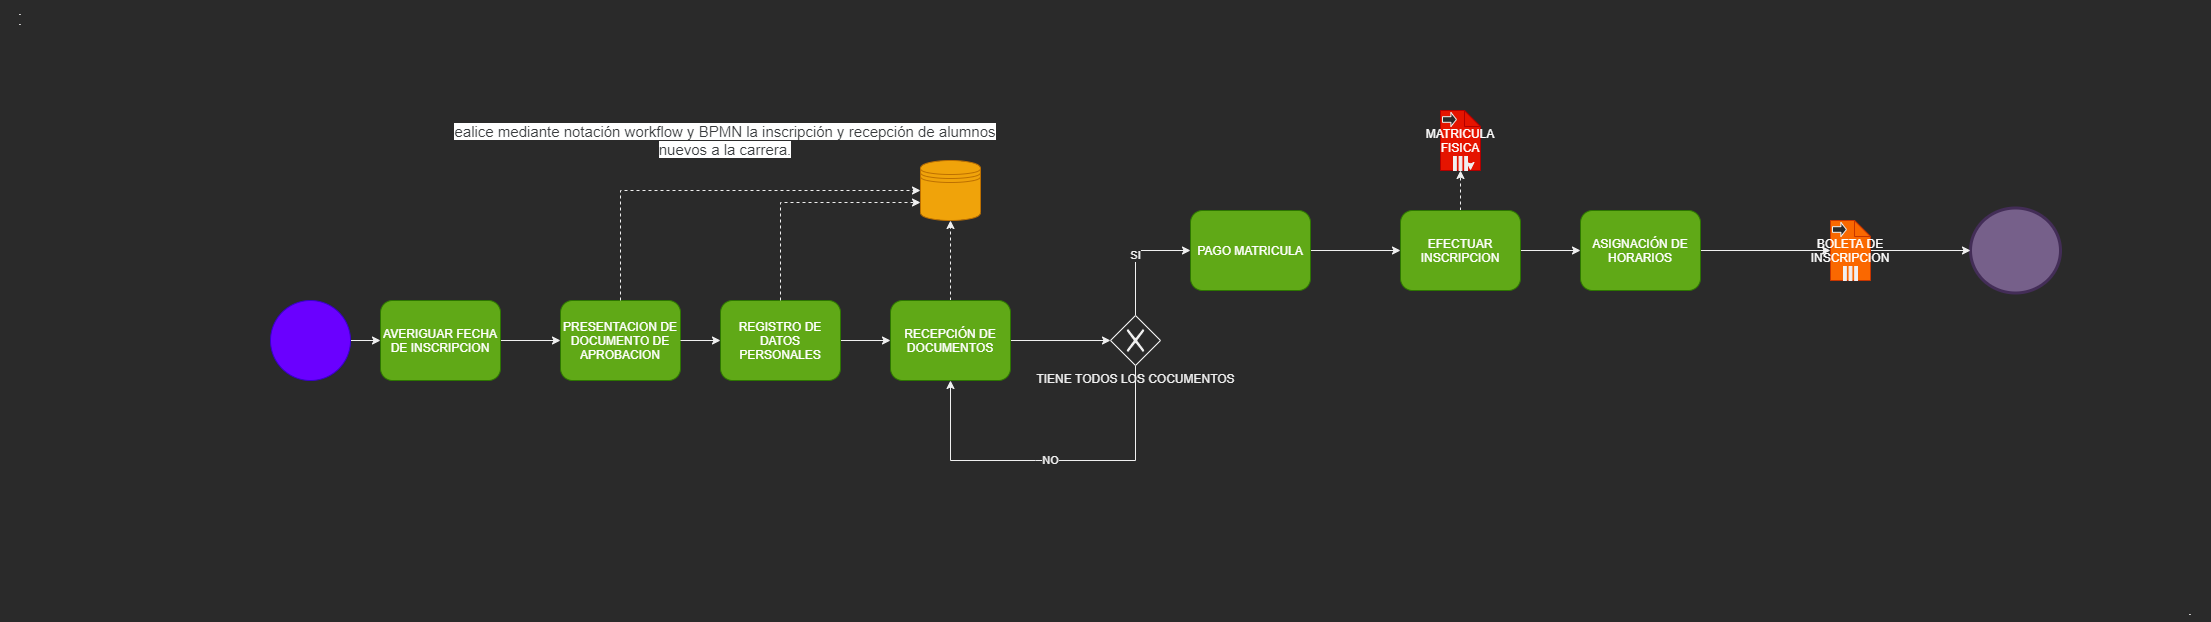 ealice mediante notación workflow y BPMN la inscripción y recepción de alumnos
nuevos a la carrera.
AVERIGUAR FECHA
DE INSCRIPCION
PRESENTACION DE
DOCUMENTO DE
APROBACION
REGISTRO DE
DATOS
PERSONALES
RECEPCIÓN DE
DOCUMENTOS
TIENE TODOS LOS COCUMENTOS
NO
SI
PAGO MATRICULA
MATRICULA
FISICA
EFECTUAR
INSCRIPCION
ASIGNACIÓN DE
HORARIOS
BOLETA DE
INSCRIPCION